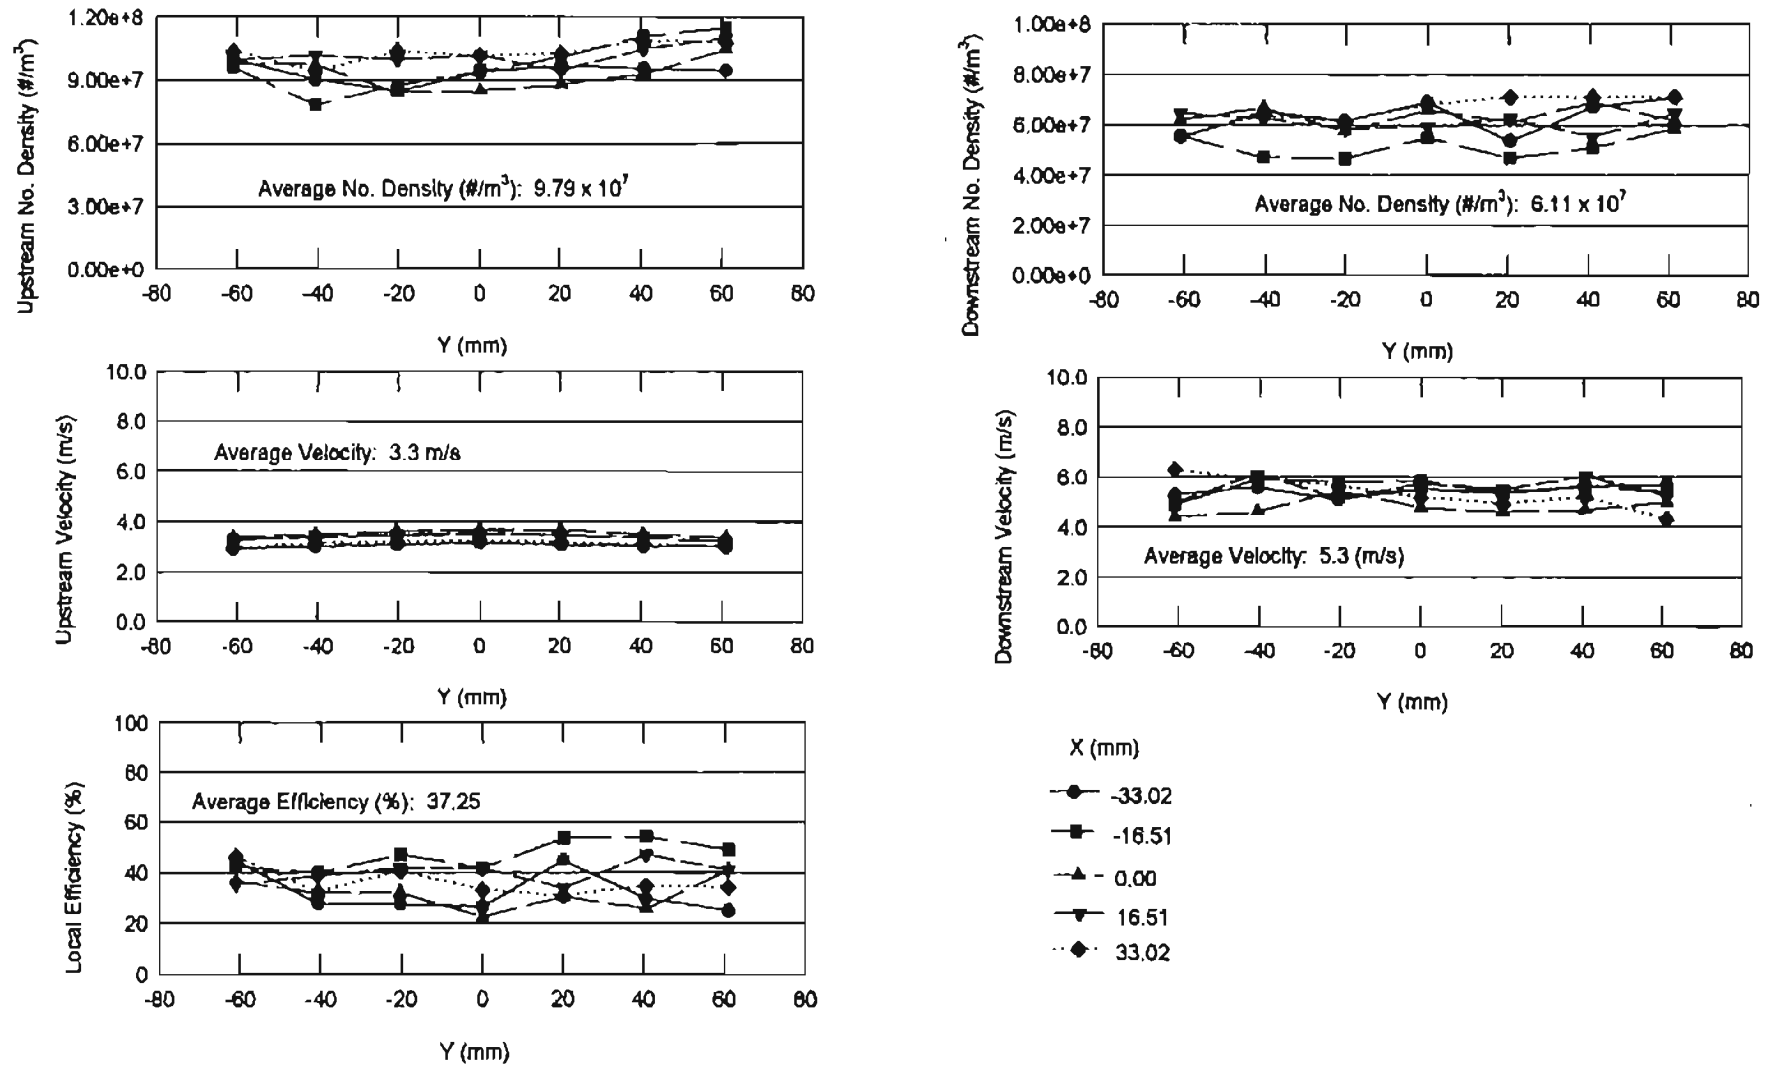 Upstream No. Density (#/m³)
1.20e+8
9.00e+7
6.00e+7
3.00e+7
0.00e+0
Average No. Density (#/m³): 9.79 x 10⁷
-80 -60 -40 -20 0 20 40 60 80
Y (mm)
Downstream No. Density (#/m³)
1.00e+8
8.00e+7
6.00e+7
4.00e+7
2.00e+7
0.00e+0
Average No. Density (#/m³): 6.11 x 10⁷
-80 -60 -40 -20 0 20 40 60 80
Y (mm)
Upstream Velocity (m/s)
10.0
8.0
6.0
4.0
2.0
0.0
Average Velocity: 3.3 m/s
-80 -60 -40 -20 0 20 40 60 80
Y (mm)
Downstream Velocity (m/s)
10.0
8.0
6.0
4.0
2.0
0.0
Average Velocity: 5.3 (m/s)
-80 -60 -40 -20 0 20 40 60 80
Y (mm)
Local Efficiency (%)
100
80
60
40
20
0
Average Efficiency (%): 37.25
-80 -60 -40 -20 0 20 40 60 80
Y (mm)
X (mm)
-33.02
-16.51
0.00
16.51
33.02